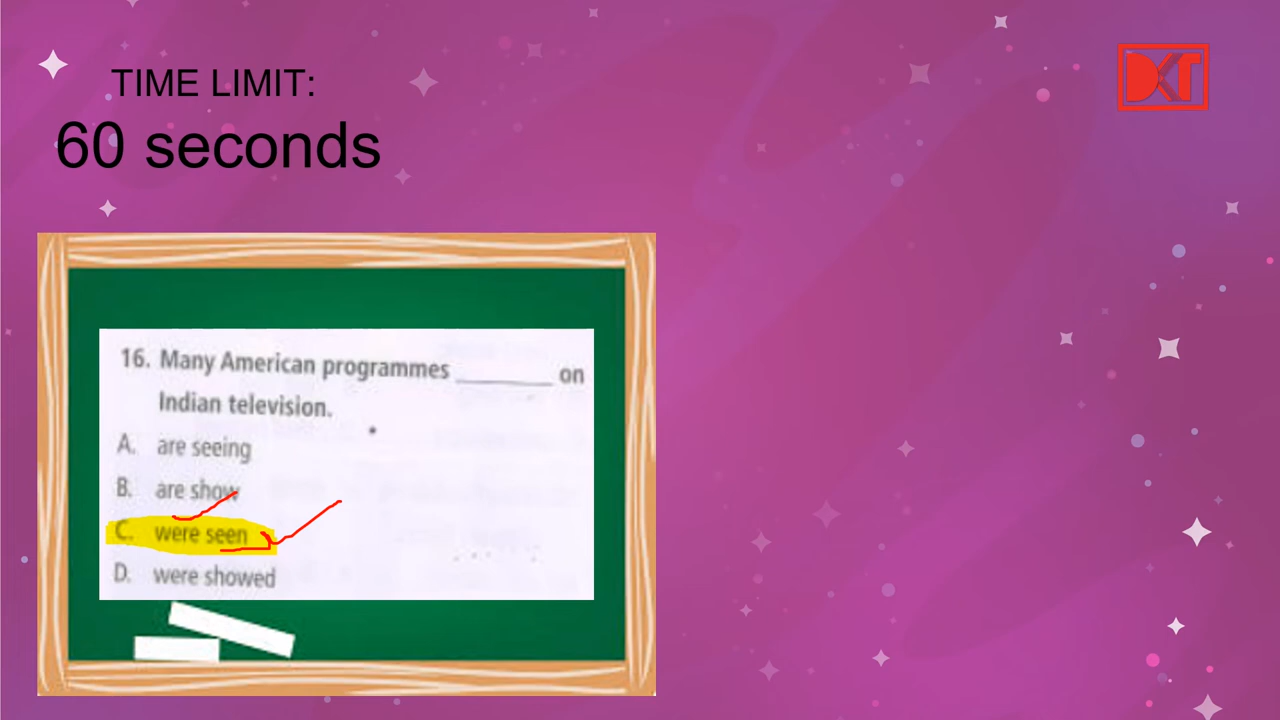 TIME LIMIT:
60 seconds
DKT
16. Many American programmes ________ on
Indian television.
A. are seeing
B. are show
C. were seen
D. were showed